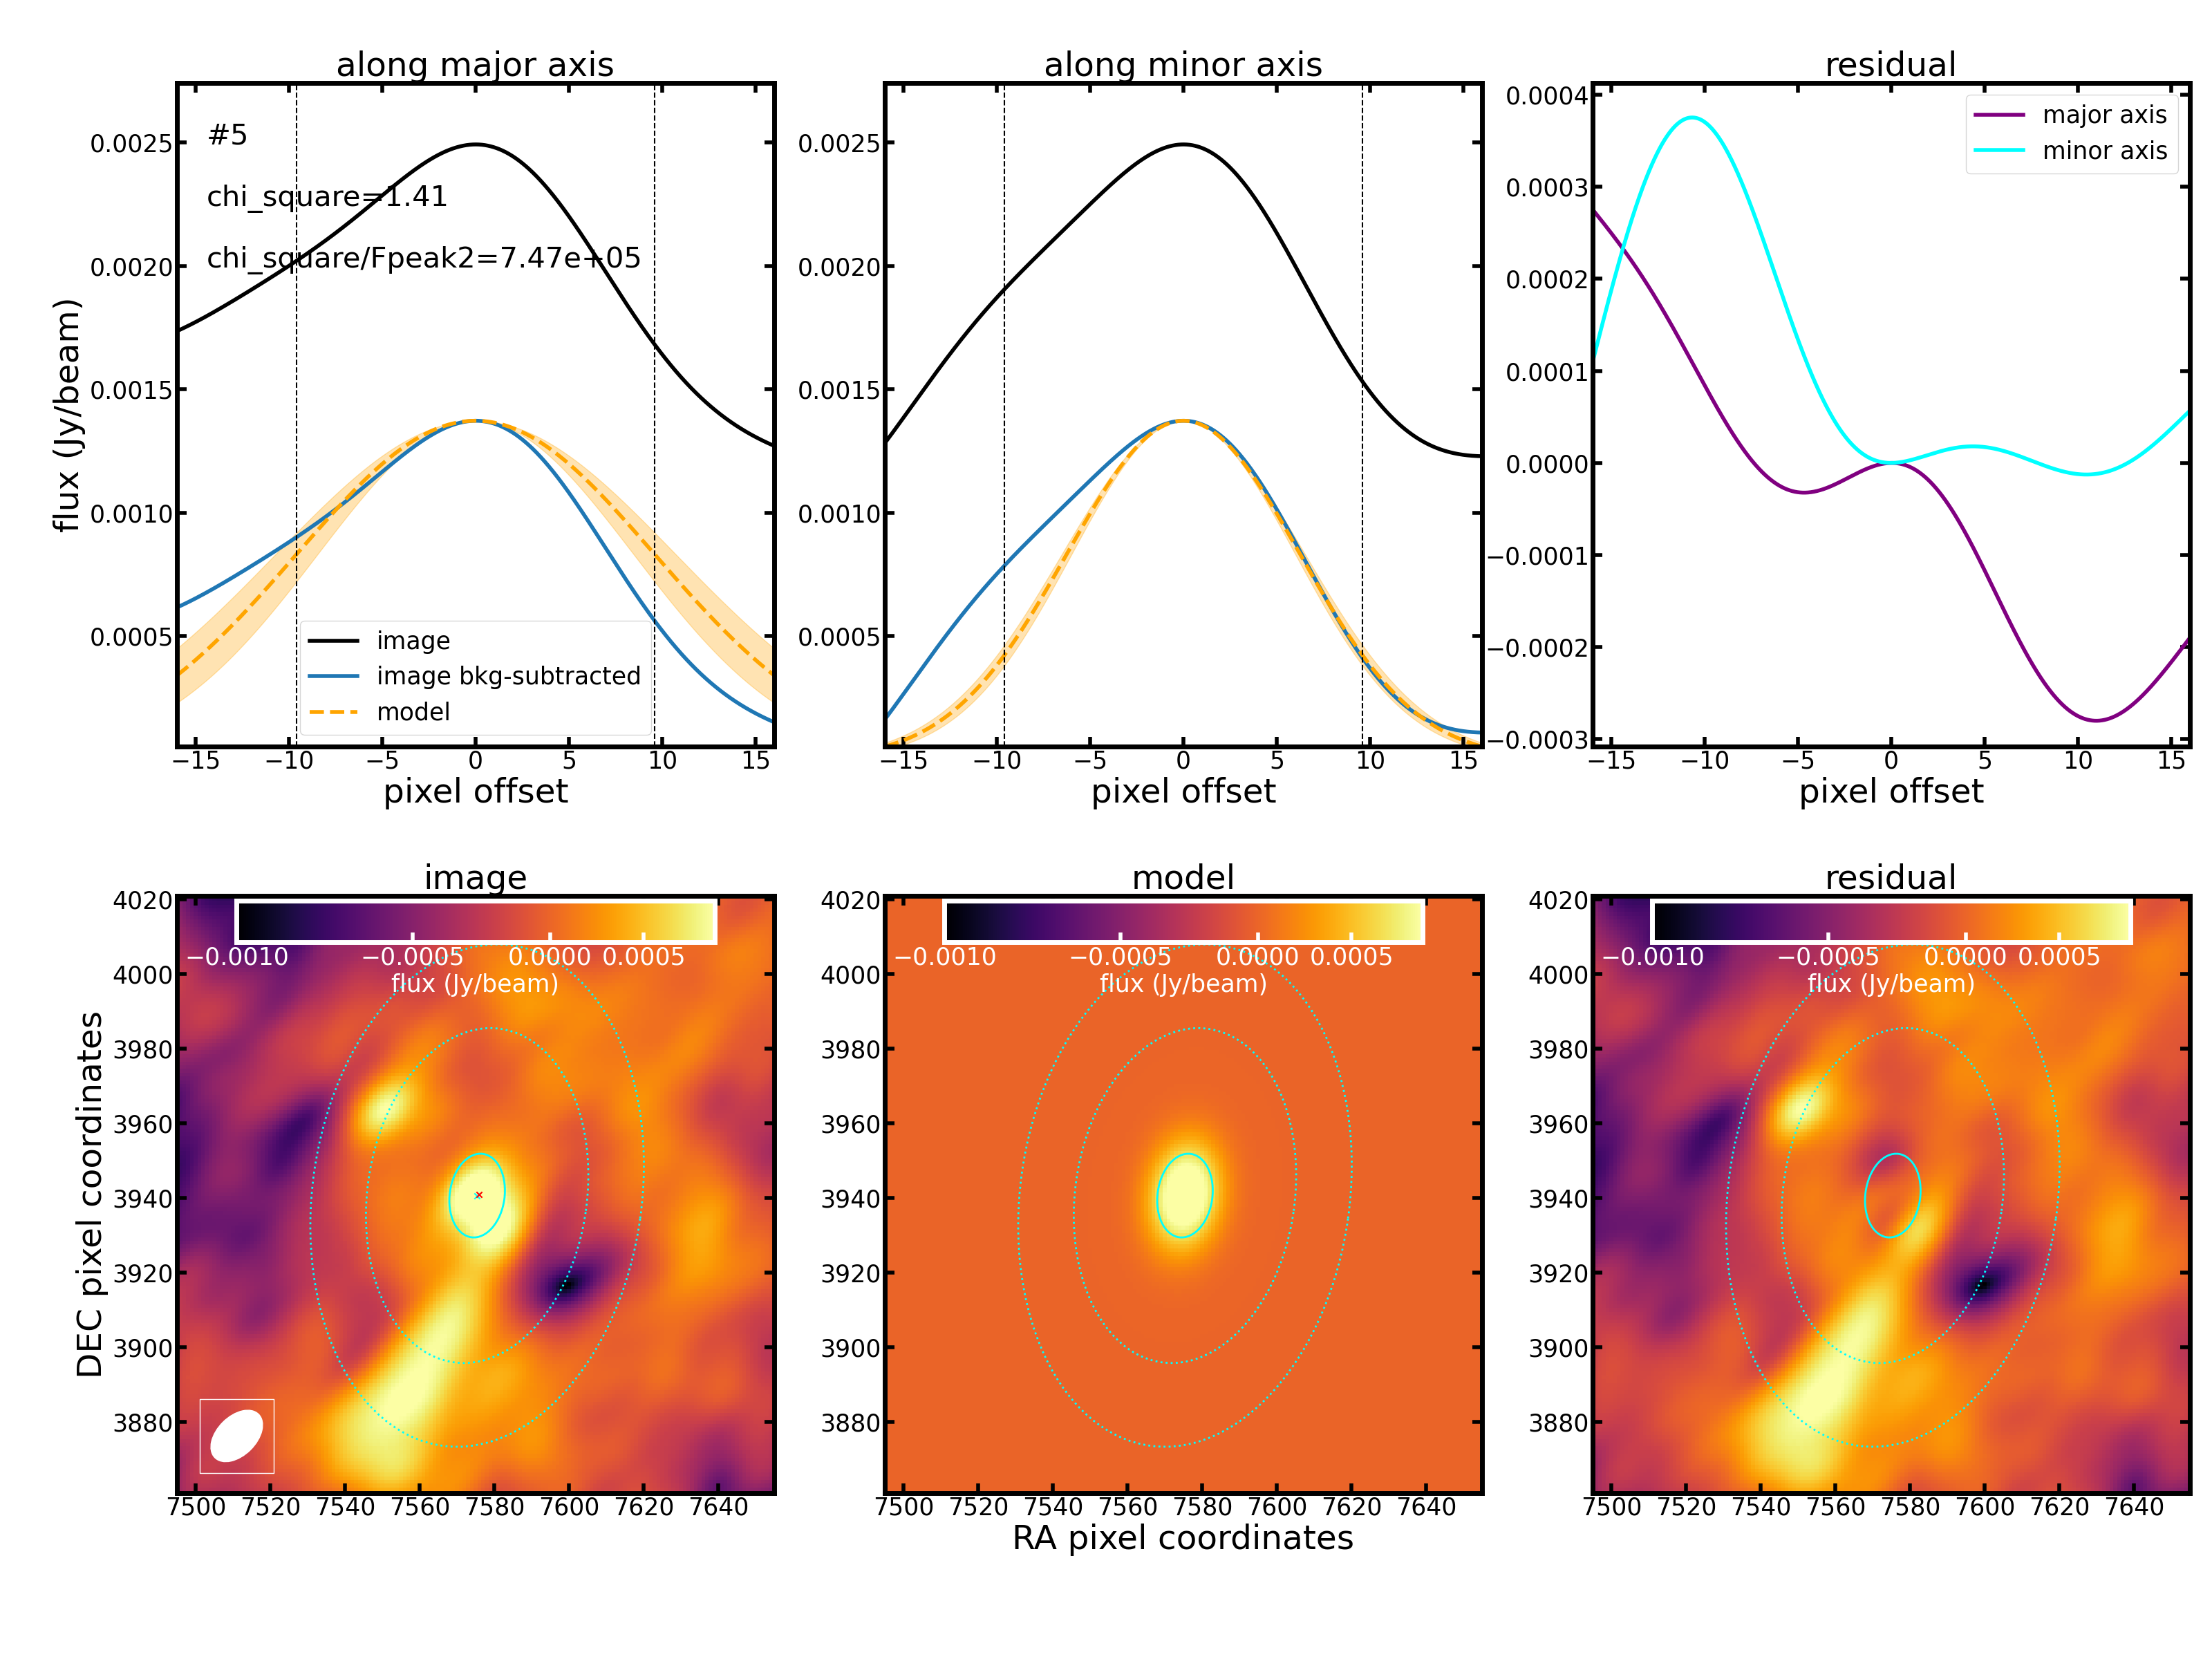 along major axis
along minor axis
residual
#5
chi_square=1.41
chi_square/Fpeak2=7.47e+05
flux (Jy/beam)
0.0025
0.0020
0.0015
0.0010
0.0005
image
image bkg-subtracted
model
−15 −10 −5 0 5 10 15
pixel offset
0.0025
0.0020
0.0015
0.0010
0.0005
−15 −10 −5 0 5 10 15
pixel offset
0.0004
0.0003
0.0002
0.0001
0.0000
−0.0001
−0.0002
−0.0003
major axis
minor axis
−15 −10 −5 0 5 10 15
pixel offset
image
model
residual
DEC pixel coordinates
4020
4000
3980
3960
3940
3920
3900
3880
−0.0010 −0.0005 0.0000 0.0005
flux (Jy/beam)
7500 7520 7540 7560 7580 7600 7620 7640
4020
4000
3980
3960
3940
3920
3900
3880
−0.0010 −0.0005 0.0000 0.0005
flux (Jy/beam)
7500 7520 7540 7560 7580 7600 7620 7640
RA pixel coordinates
4020
4000
3980
3960
3940
3920
3900
3880
−0.0010 −0.0005 0.0000 0.0005
flux (Jy/beam)
7500 7520 7540 7560 7580 7600 7620 7640